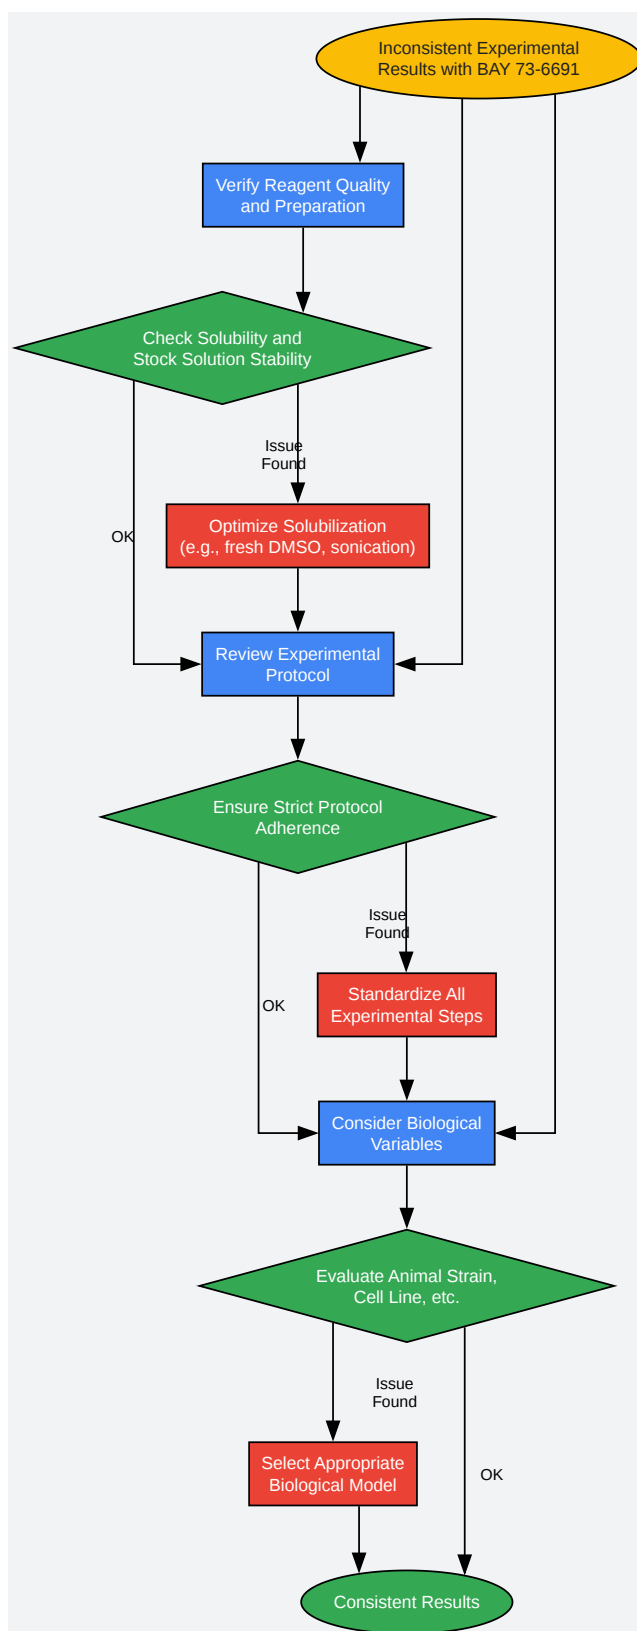 Inconsistent Experimental
Results with BAY 73-6691
Verify Reagent Quality
and Preparation
Check Solubility and
Stock Solution Stability
Issue
Found
OK
Optimize Solubilization
(e.g., fresh DMSO, sonication)
Review Experimental
Protocol
Ensure Strict Protocol
Adherence
Issue
Found
OK
Standardize All
Experimental Steps
Consider Biological
Variables
Evaluate Animal Strain,
Cell Line, etc.
Issue
Found
Select Appropriate
Biological Model
OK
Consistent Results